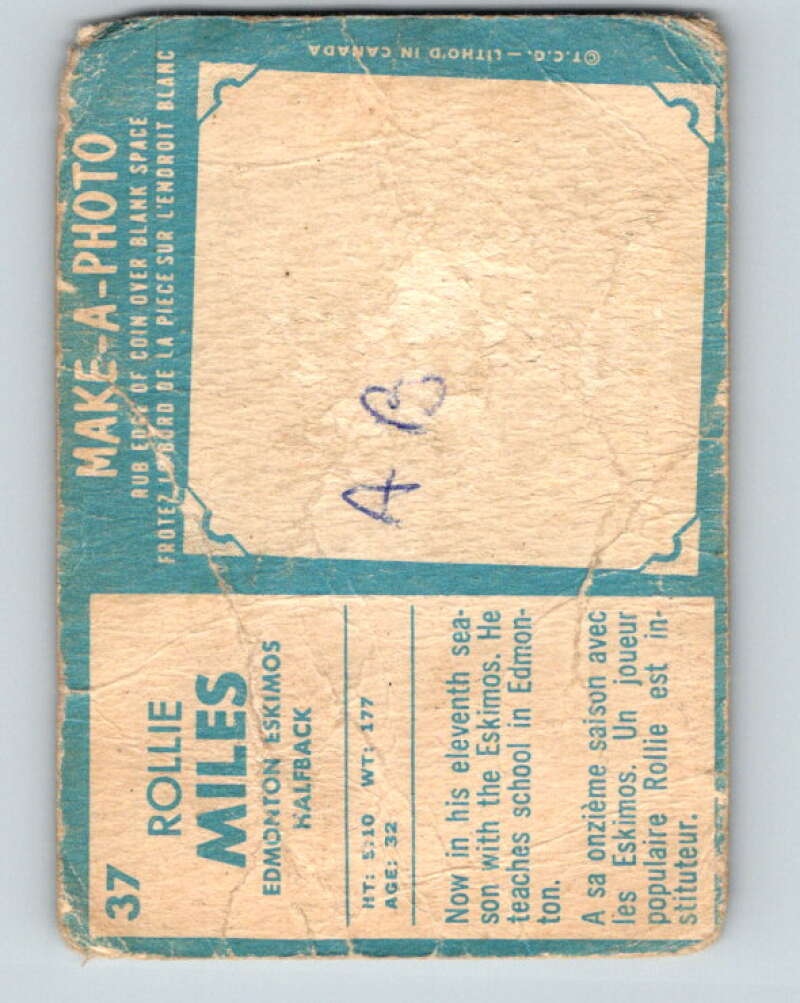 37
ROLLIE
MILES
EDMONTON ESKIMOS
HALFBACK
HT: 5:10 WT: 177
AGE: 32
Now in his eleventh sea-
son with the Eskimos. He
teaches school in Edmon-
ton.
A sa onzième saison avec
les Eskimos. Un joueur
populaire Rollie est in-
stituteur.
MAKE-A-PHOTO
RUB EDGE OF COIN OVER BLANK SPACE
FROTEZ LE BORD DE LA PIECE SUR L'ENDROIT BLANC
A B
©T.C.G.—LITHO'D IN CANADA